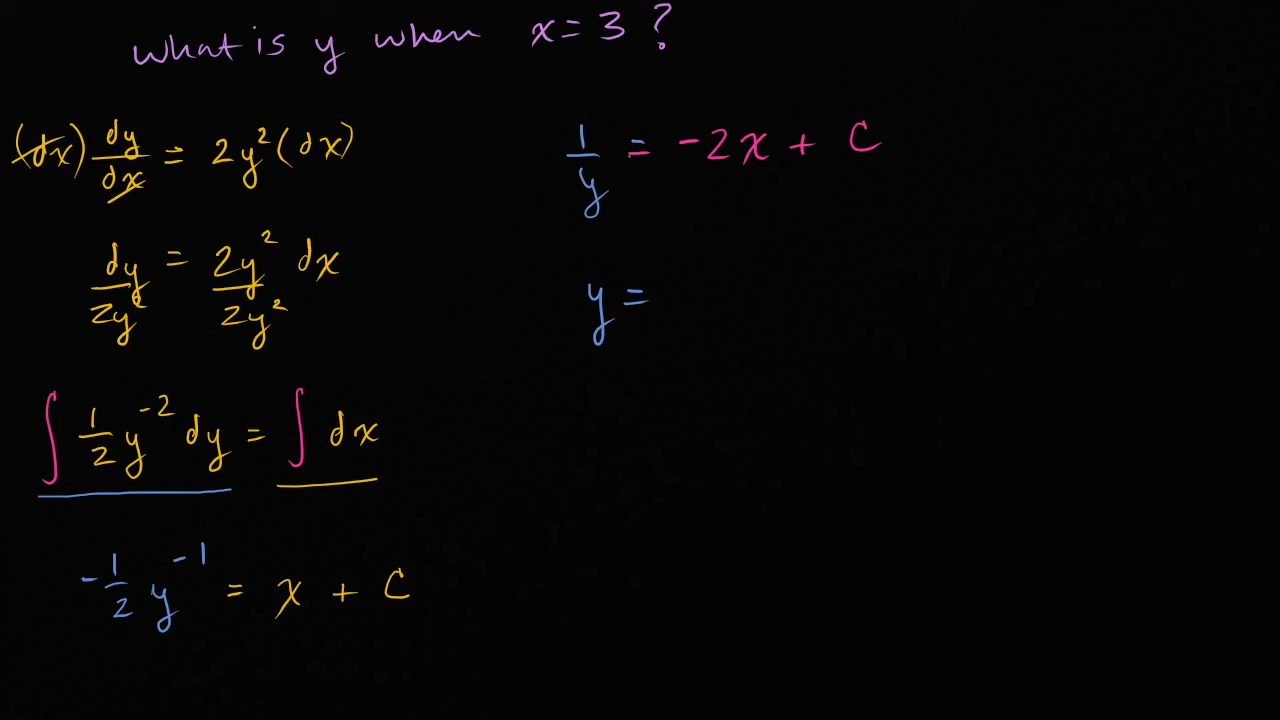 What is y when x = 3 ?
(dx) dy/dx = 2y² (dx)
dy/2y² = 2y²/2y² dx
∫ 1/2 y⁻² dy = ∫ dx
-1/2 y⁻¹ = x + C
1/y = -2x + C
y =